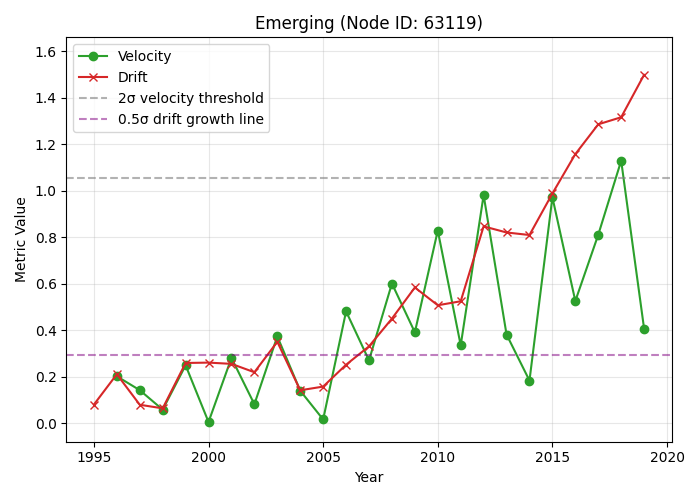 Emerging (Node ID: 63119)
Velocity
Drift
2σ velocity threshold
0.5σ drift growth line
Metric Value
1.6
1.4
1.2
1.0
0.8
0.6
0.4
0.2
0.0
1995
2000
2005
2010
2015
2020
Year